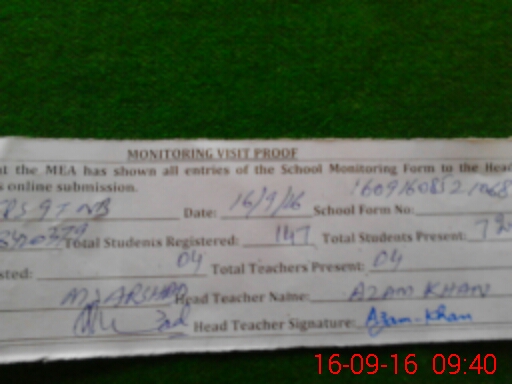 MONITORING VISIT PROOF
at the MEA has shown all entries of the School Monitoring Form to the Head
online submission.
Date: 16/9/16 School Form No:
Total Students Registered: 147 Total Students Present:
sted: 04 Total Teachers Present: 04
ARSHAD Head Teacher Name: AZAM KHAN
Head Teacher Signature: Azam-Khan
16-09-16 09:40